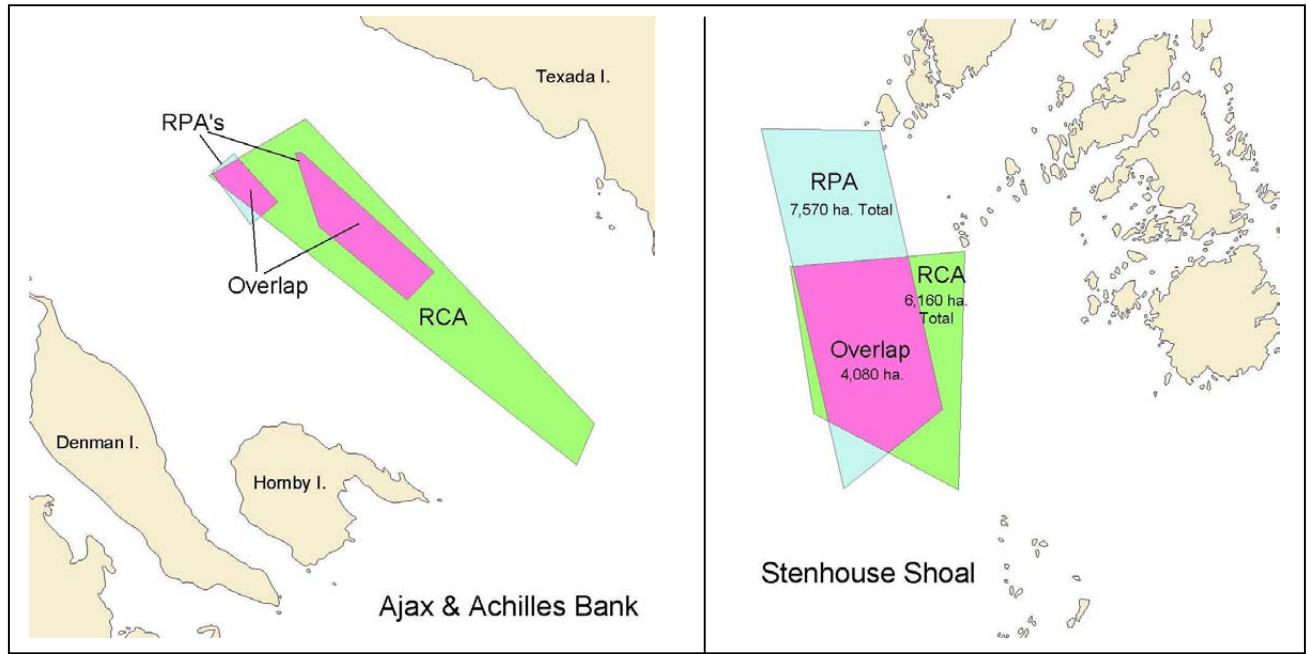 Texada I.
RPA's
Overlap
RCA
Denman I.
Hornby I.
Ajax & Achilles Bank
RPA
7,570 ha. Total
RCA
6,160 ha.
Total
Overlap
4,080 ha.
Stenhouse Shoal